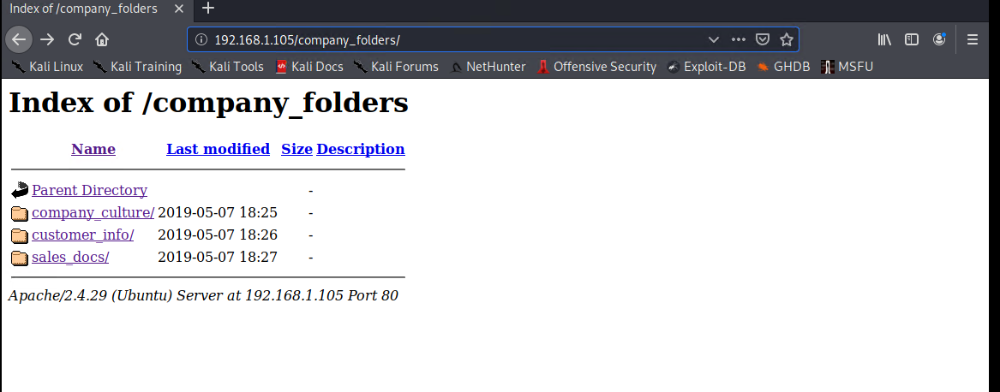 Index of /company_folders
192.168.1.105/company_folders/
Kali Linux Kali Training Kali Tools Kali Docs Kali Forums NetHunter Offensive Security Exploit-DB GHDB MSFU
Index of /company_folders
Name Last modified Size Description
Parent Directory -
company_culture/ 2019-05-07 18:25 -
customer_info/ 2019-05-07 18:26 -
sales_docs/ 2019-05-07 18:27 -
Apache/2.4.29 (Ubuntu) Server at 192.168.1.105 Port 80